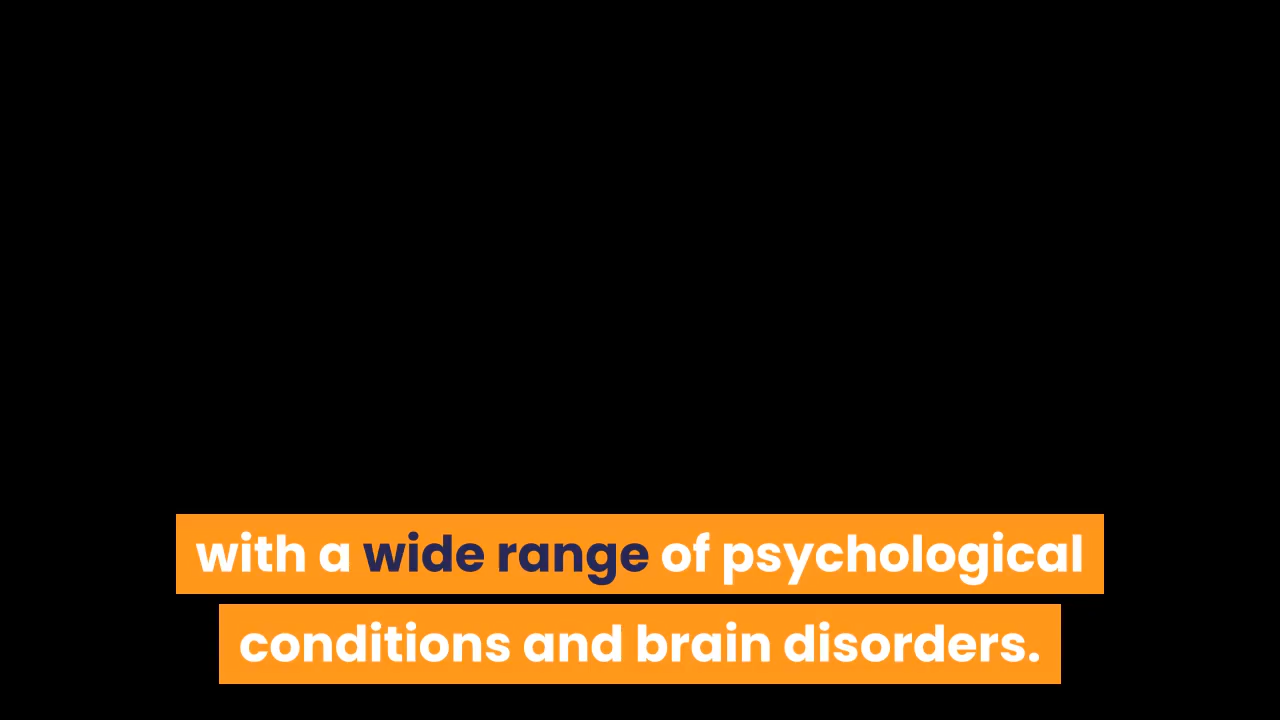 with a wide range of psychological
conditions and brain disorders.